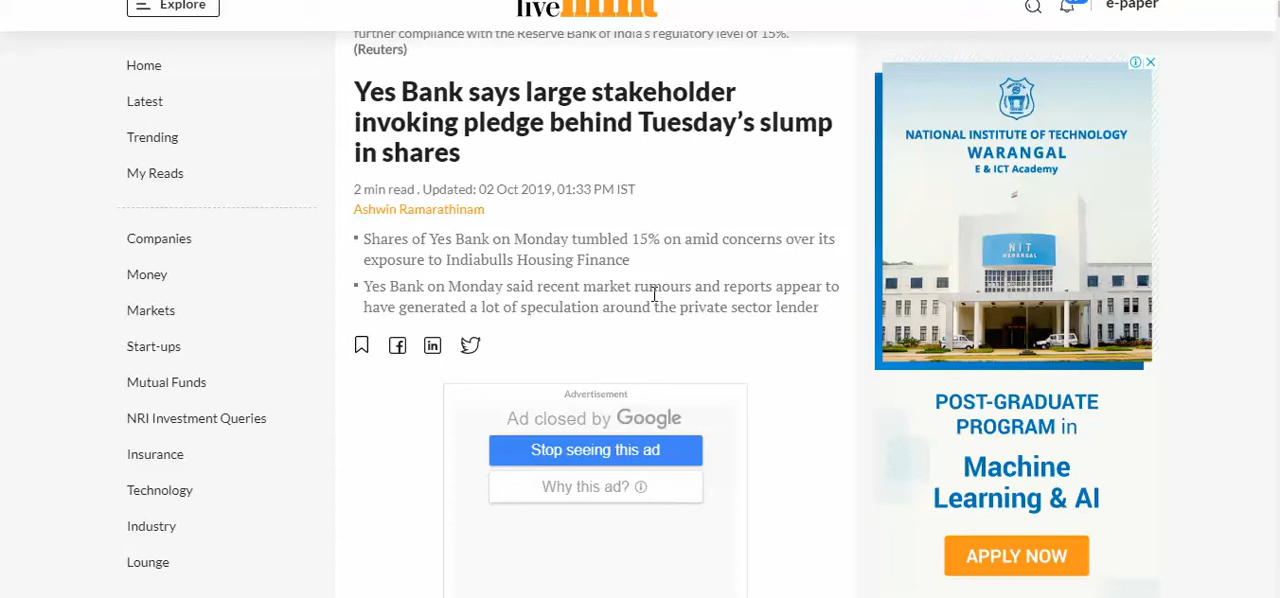 Explore
live mint
e-paper
further compliance with the Reserve Bank of India's regulatory level of 15%.
(Reuters)
Home
Latest
Trending
My Reads
Companies
Money
Markets
Start-ups
Mutual Funds
NRI Investment Queries
Insurance
Technology
Industry
Lounge
Yes Bank says large stakeholder
invoking pledge behind Tuesday's slump
in shares
2 min read . Updated: 02 Oct 2019, 01:33 PM IST
Ashwin Ramarathinam
Shares of Yes Bank on Monday tumbled 15% on amid concerns over its
exposure to Indiabulls Housing Finance
Yes Bank on Monday said recent market rumours and reports appear to
have generated a lot of speculation around the private sector lender
Advertisement
Ad closed by Google
Stop seeing this ad
Why this ad?
NATIONAL INSTITUTE OF TECHNOLOGY
WARANGAL
E & ICT Academy
NIT
WARANGAL
POST-GRADUATE
PROGRAM in
Machine
Learning & AI
APPLY NOW